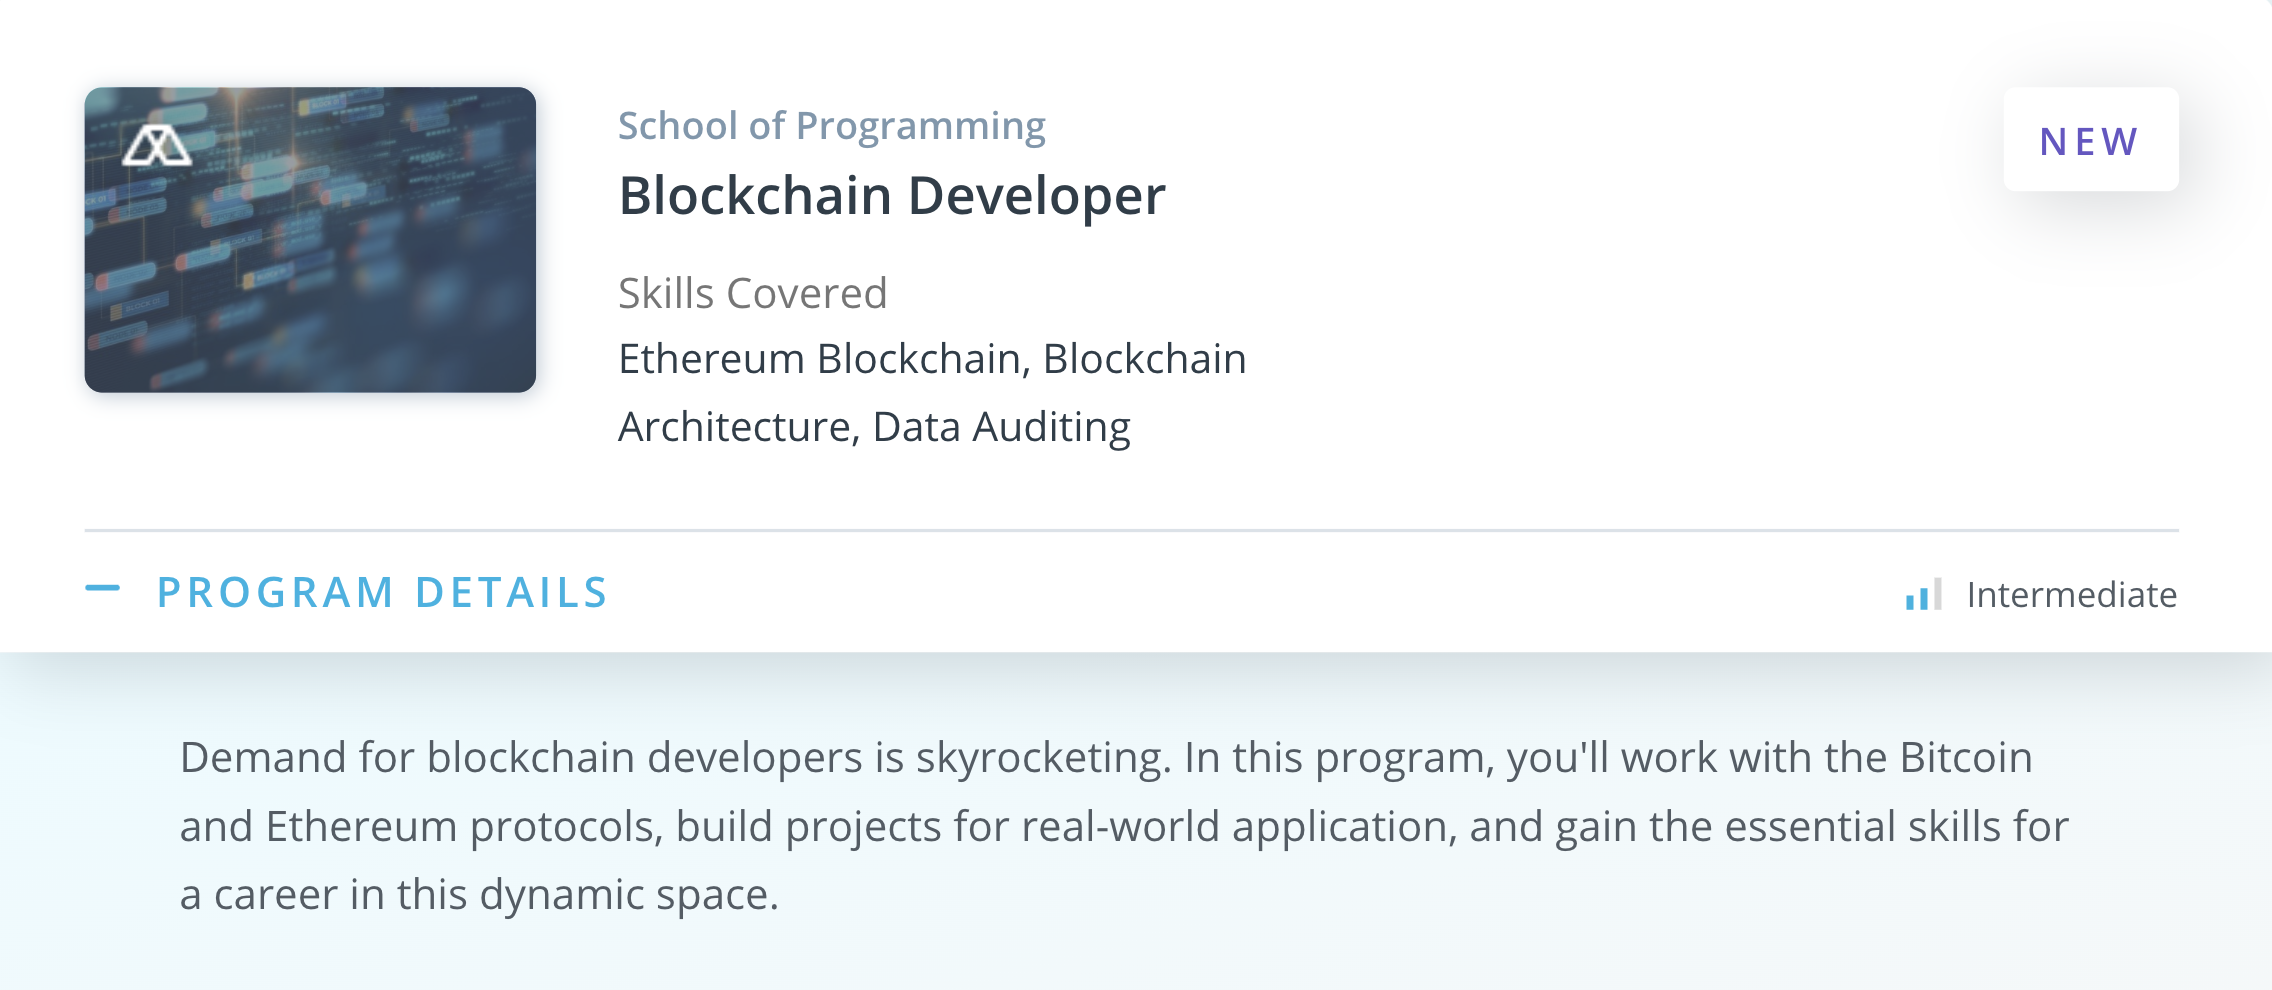 School of Programming
NEW
Blockchain Developer
Skills Covered
Ethereum Blockchain, Blockchain
Architecture, Data Auditing
PROGRAM DETAILS
Intermediate
Demand for blockchain developers is skyrocketing. In this program, you'll work with the Bitcoin
and Ethereum protocols, build projects for real-world application, and gain the essential skills for
a career in this dynamic space.